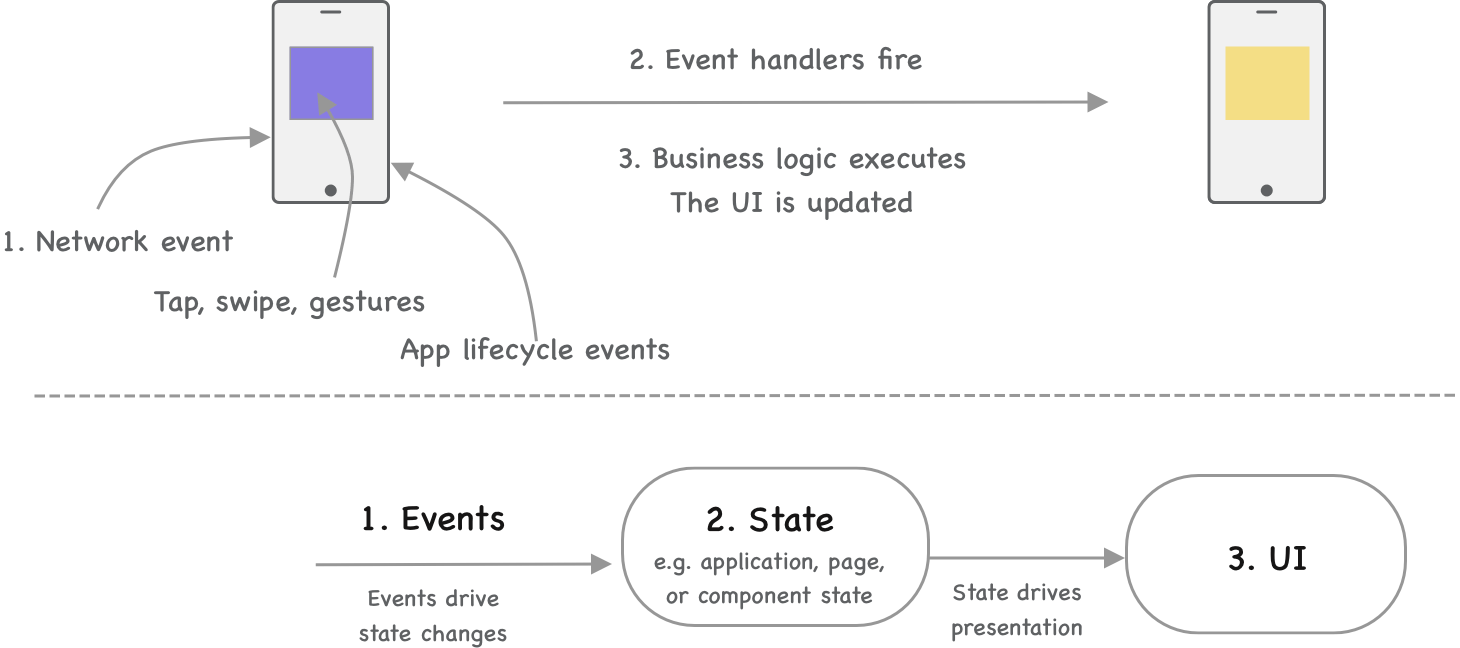 2. Event handlers fire
3. Business logic executes
The UI is updated
1. Network event
Tap, swipe, gestures
App lifecycle events
1. Events
Events drive
state changes
2. State
e.g. application, page,
or component state
State drives
presentation
3. UI